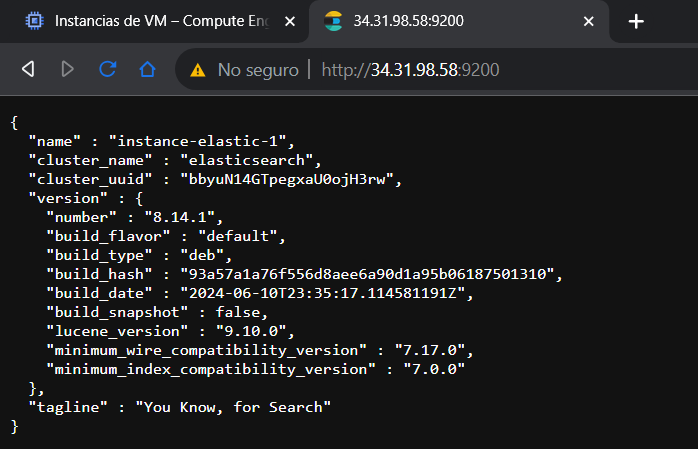 Instancias de VM – Compute Eng
34.31.98.58:9200
No seguro
http://34.31.98.58:9200
{
  "name" : "instance-elastic-1",
  "cluster_name" : "elasticsearch",
  "cluster_uuid" : "bbyuN14GTpegxaU0ojH3rw",
  "version" : {
    "number" : "8.14.1",
    "build_flavor" : "default",
    "build_type" : "deb",
    "build_hash" : "93a57a1a76f556d8aee6a90d1a95b06187501310",
    "build_date" : "2024-06-10T23:35:17.114581191Z",
    "build_snapshot" : false,
    "lucene_version" : "9.10.0",
    "minimum_wire_compatibility_version" : "7.17.0",
    "minimum_index_compatibility_version" : "7.0.0"
  },
  "tagline" : "You Know, for Search"
}